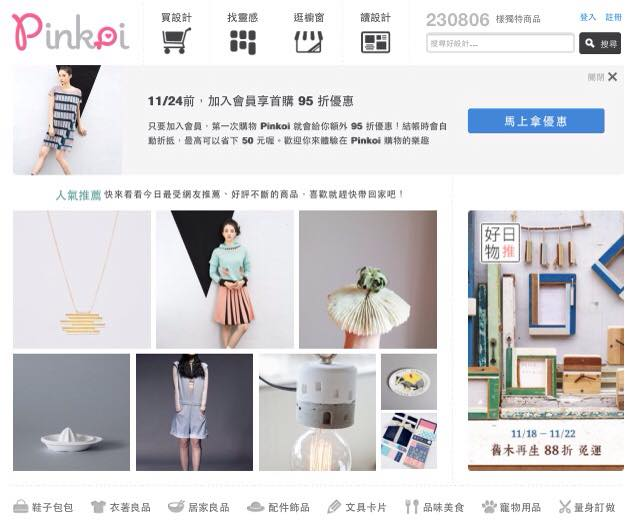 Pinkoi
買設計
找靈感
逛櫥窗
讀設計
230806 樣獨特商品
登入 註冊
搜尋好設計...
搜尋
關閉
11/24前，加入會員享首購 95 折優惠
只要加入會員，第一次購物 Pinkoi 就會給你額外 95 折優惠！結帳時會自
動折抵，最高可以省下 50 元喔。歡迎你來體驗在 Pinkoi 購物的樂趣
馬上拿優惠
人氣推薦 快來看看今日最受網友推薦、好評不斷的商品，喜歡就趕快帶回家吧！
好日
物推
11/18 – 11/22
舊木再生 88折 免運
鞋子包包
衣著良品
居家良品
配件飾品
文具卡片
品味美食
寵物用品
量身訂做